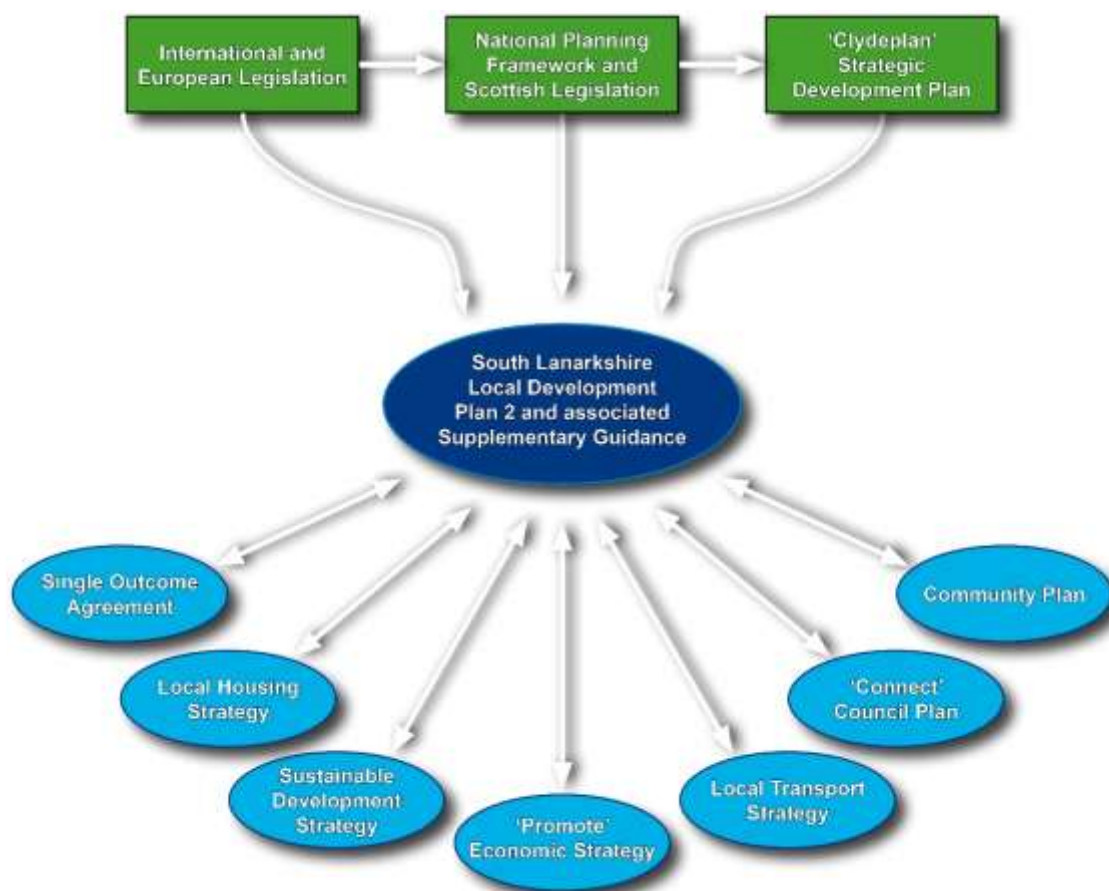 International and
European Legislation
National Planning
Framework and
Scottish Legislation
‘Clydeplan’
Strategic
Development Plan
South Lanarkshire
Local Development
Plan 2 and associated
Supplementary Guidance
Single Outcome
Agreement
Local Housing
Strategy
Sustainable
Development
Strategy
‘Promote’
Economic Strategy
Local Transport
Strategy
‘Connect’
Council Plan
Community Plan